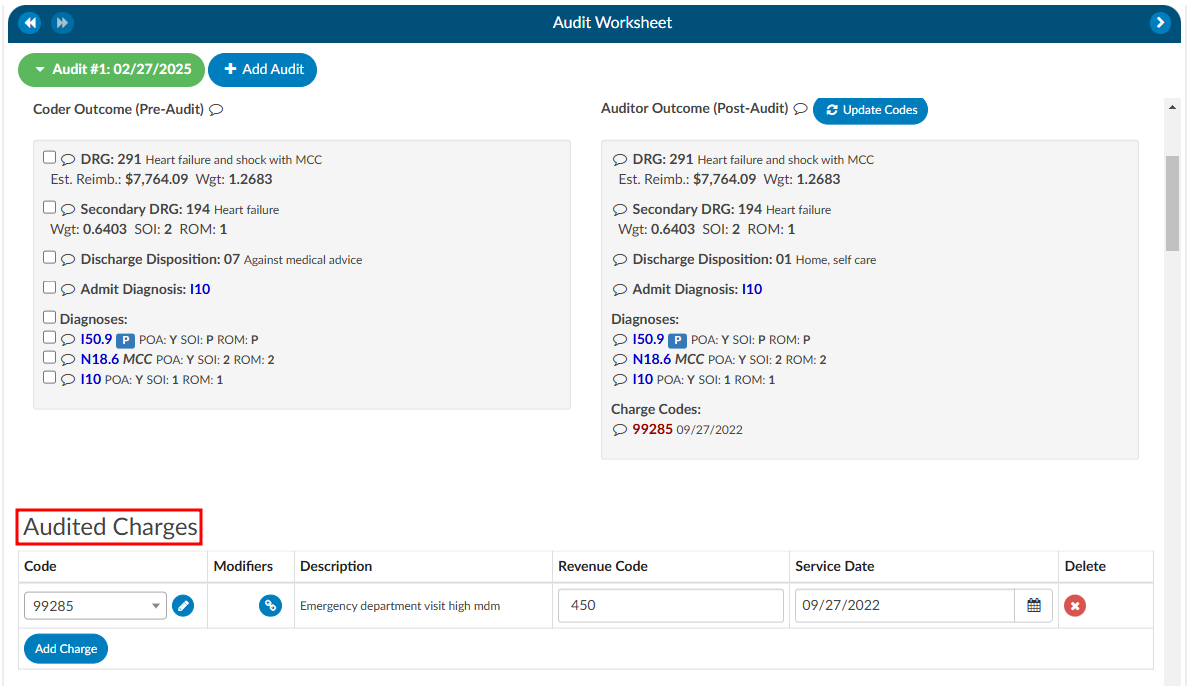 Audit Worksheet
Audit #1: 02/27/2025
Add Audit
Coder Outcome (Pre-Audit)
DRG: 291 Heart failure and shock with MCC
Est. Reimb.: $7,764.09 Wgt: 1.2683
Secondary DRG: 194 Heart failure
Wgt: 0.6403 SOI: 2 ROM: 1
Discharge Disposition: 07 Against medical advice
Admit Diagnosis: I10
Diagnoses:
I50.9 P POA: Y SOI: P ROM: P
N18.6 MCC POA: Y SOI: 2 ROM: 2
I10 POA: Y SOI: 1 ROM: 1
Auditor Outcome (Post-Audit)
Update Codes
DRG: 291 Heart failure and shock with MCC
Est. Reimb.: $7,764.09 Wgt: 1.2683
Secondary DRG: 194 Heart failure
Wgt: 0.6403 SOI: 2 ROM: 1
Discharge Disposition: 01 Home, self care
Admit Diagnosis: I10
Diagnoses:
I50.9 P POA: Y SOI: P ROM: P
N18.6 MCC POA: Y SOI: 2 ROM: 2
I10 POA: Y SOI: 1 ROM: 1
Charge Codes:
99285 09/27/2022
Audited Charges
Code Modifiers Description Revenue Code Service Date Delete
99285 Emergency department visit high mdm 450 09/27/2022
Add Charge